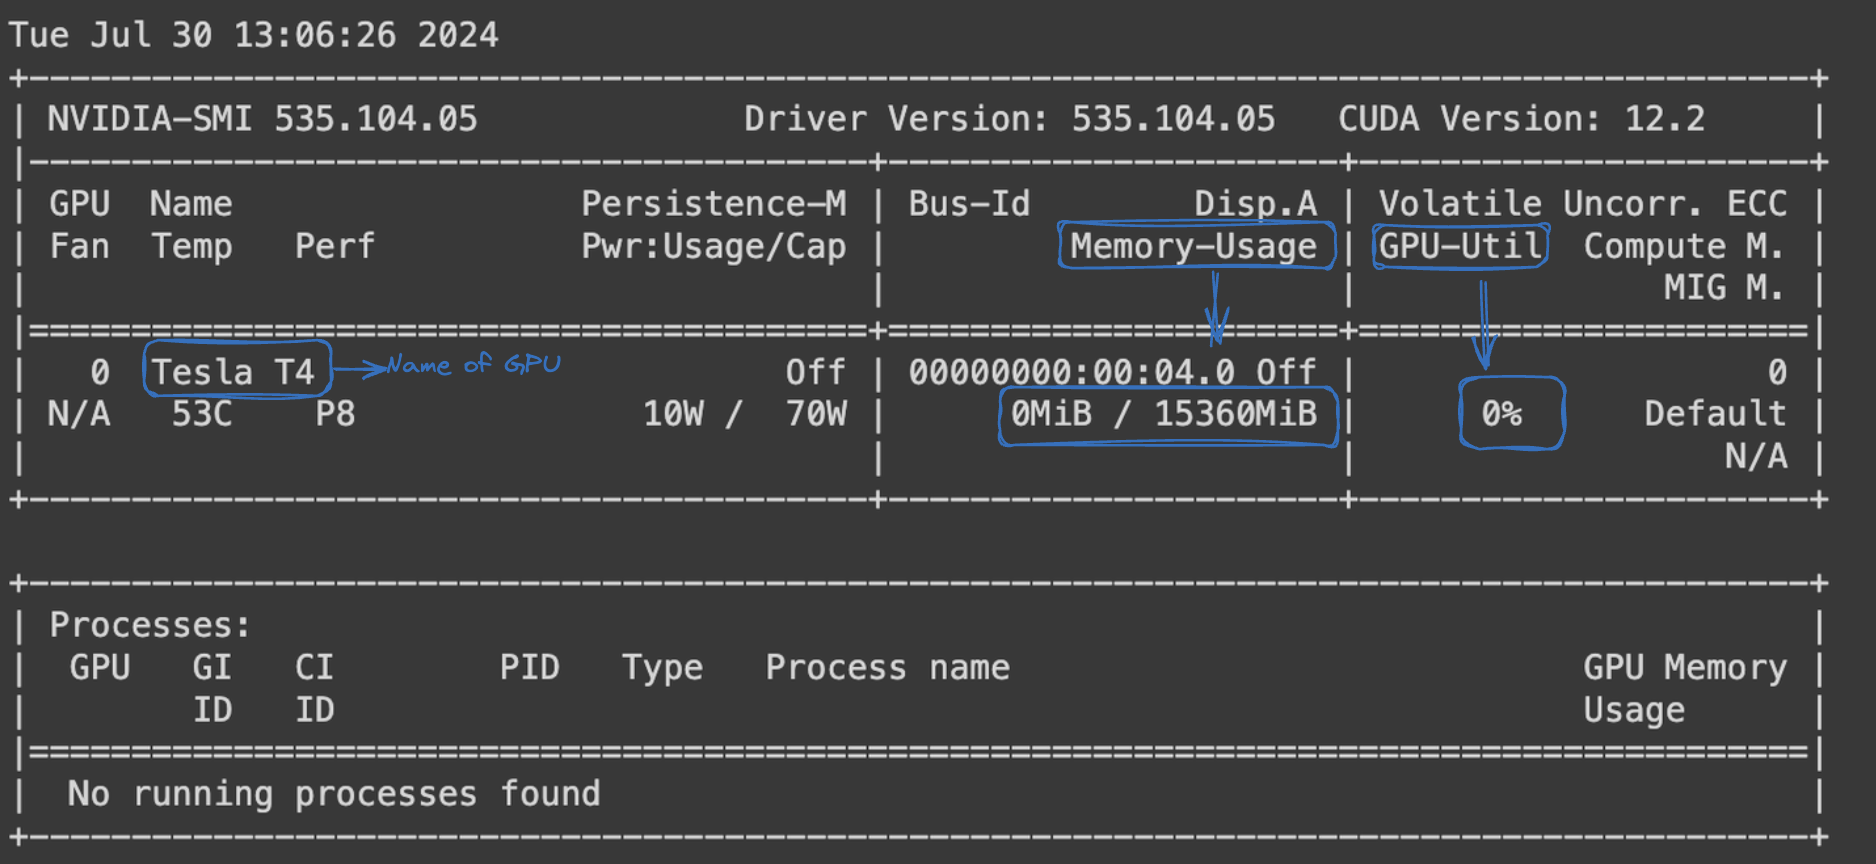 Tue Jul 30 13:06:26 2024
+---------------------------------------------------------------------------------------+
| NVIDIA-SMI 535.104.05             Driver Version: 535.104.05   CUDA Version: 12.2     |
|-----------------------------------------+----------------------+----------------------+
| GPU  Name                 Persistence-M | Bus-Id        Disp.A | Volatile Uncorr. ECC |
| Fan  Temp   Perf          Pwr:Usage/Cap |         Memory-Usage | GPU-Util  Compute M. |
|                                         |                      |               MIG M. |
|=========================================+======================+======================|
|   0  Tesla T4 Name of GPU           Off | 00000000:00:04.0 Off |                    0 |
| N/A   53C    P8              10W /  70W |      0MiB / 15360MiB |      0%      Default |
|                                         |                      |                  N/A |
+-----------------------------------------+----------------------+----------------------+
+---------------------------------------------------------------------------------------+
| Processes:                                                                            |
|  GPU   GI   CI        PID   Type   Process name                            GPU Memory |
|        ID   ID                                                             Usage      |
|=======================================================================================|
|  No running processes found                                                           |
+---------------------------------------------------------------------------------------+